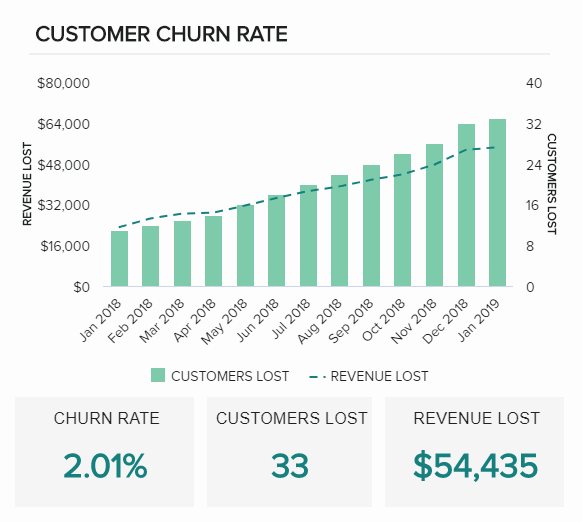 CUSTOMER CHURN RATE
$80,000
40
$64,000
32
$48,000
24
$32,000
16
$16,000
8
$0
0
REVENUE LOST
CUSTOMERS LOST
Jan 2018
Feb 2018
Mar 2018
Apr 2018
May 2018
Jun 2018
Jul 2018
Aug 2018
Sep 2018
Oct 2018
Nov 2018
Dec 2018
Jan 2019
CUSTOMERS LOST
REVENUE LOST
CHURN RATE
CUSTOMERS LOST
REVENUE LOST
2.01%
33
$54,435